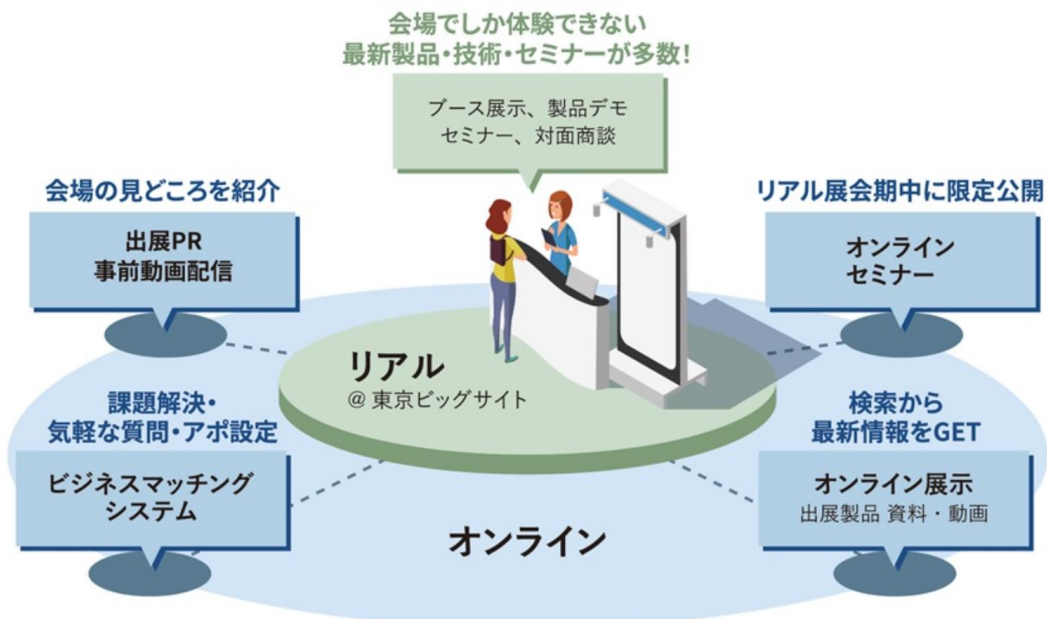 会場でしか体験できない
最新製品・技術・セミナーが多数!
ブース展示、製品デモ
セミナー、対面商談
会場の見どころを紹介
出展PR
事前動画配信
リアル展会期中に限定公開
オンライン
セミナー
リアル
@ 東京ビッグサイト
課題解決・
気軽な質問・アポ設定
ビジネスマッチング
システム
検索から
最新情報をGET
オンライン展示
出展製品 資料・動画
オンライン